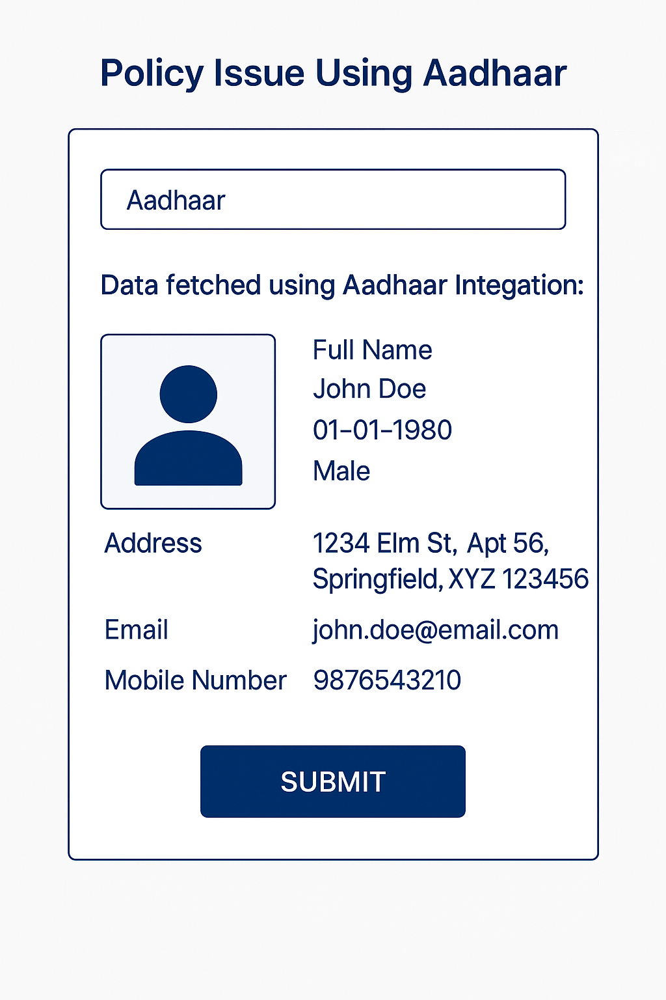 Policy Issue Using Aadhaar
Aadhaar
Data fetched using Aadhaar Integation:
Full Name
John Doe
01-01-1980
Male
Address 1234 Elm St, Apt 56,
Springfield, XYZ 123456
Email john.doe@email.com
Mobile Number 9876543210
SUBMIT